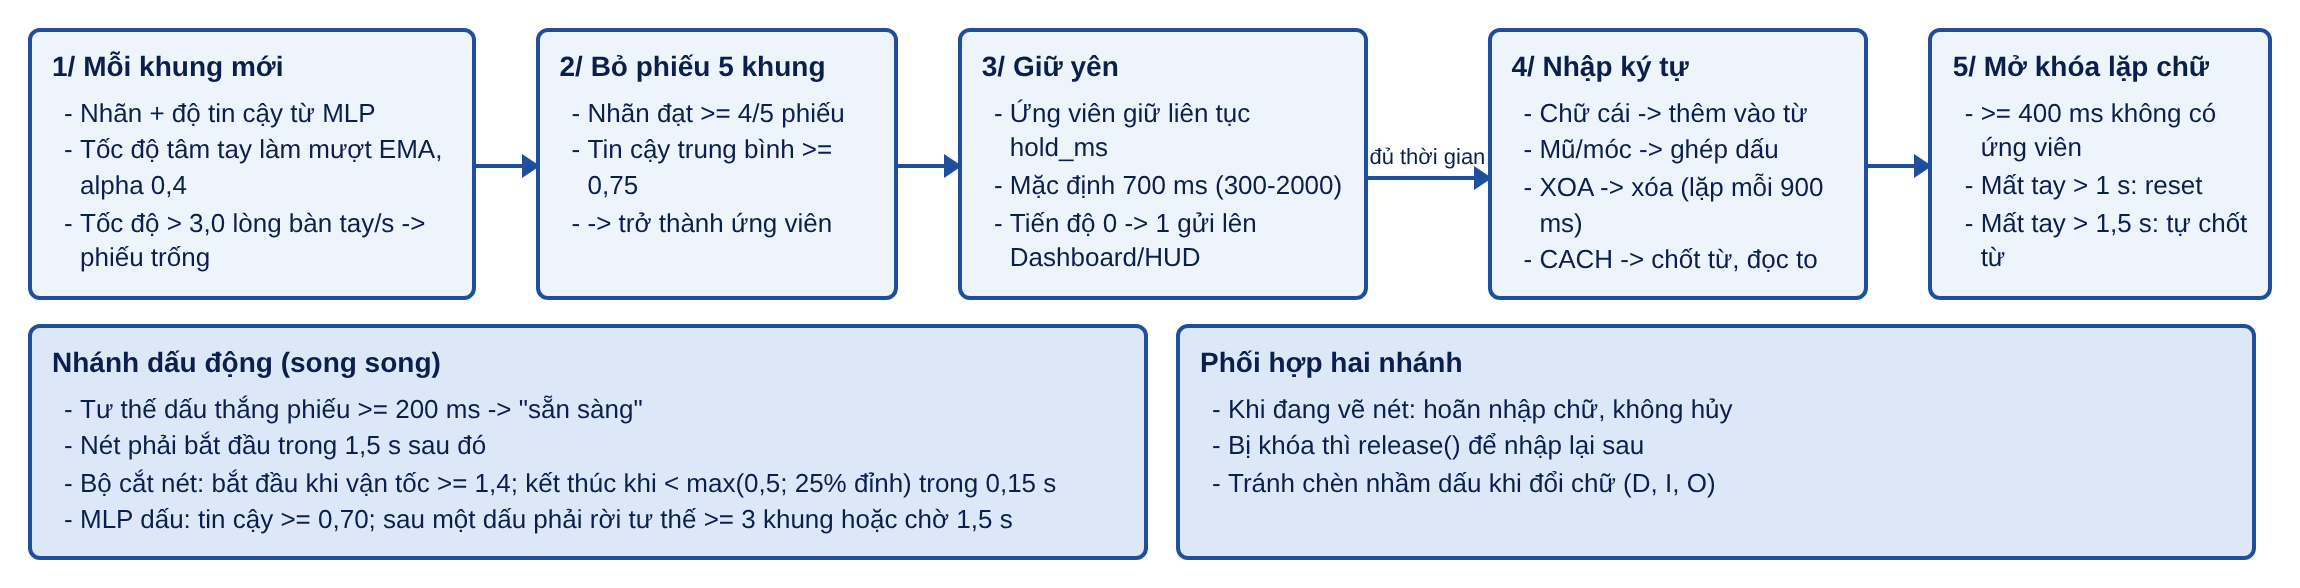 1/ Mỗi khung mới
- Nhãn + độ tin cậy từ MLP
- Tốc độ tâm tay làm mượt EMA,
alpha 0,4
- Tốc độ > 3,0 lòng bàn tay/s ->
phiếu trống
2/ Bỏ phiếu 5 khung
- Nhãn đạt >= 4/5 phiếu
- Tin cậy trung bình >=
0,75
- -> trở thành ứng viên
3/ Giữ yên
- Ứng viên giữ liên tục
hold_ms
- Mặc định 700 ms (300-2000)
- Tiến độ 0 -> 1 gửi lên
Dashboard/HUD
đủ thời gian
4/ Nhập ký tự
- Chữ cái -> thêm vào từ
- Mũ/móc -> ghép dấu
- XOA -> xóa (lặp mỗi 900
ms)
- CACH -> chốt từ, đọc to
5/ Mở khóa lặp chữ
- >= 400 ms không có
ứng viên
- Mất tay > 1 s: reset
- Mất tay > 1,5 s: tự chốt
từ
Nhánh dấu động (song song)
- Tư thế dấu thắng phiếu >= 200 ms -> "sẵn sàng"
- Nét phải bắt đầu trong 1,5 s sau đó
- Bộ cắt nét: bắt đầu khi vận tốc >= 1,4; kết thúc khi < max(0,5; 25% đỉnh) trong 0,15 s
- MLP dấu: tin cậy >= 0,70; sau một dấu phải rời tư thế >= 3 khung hoặc chờ 1,5 s
Phối hợp hai nhánh
- Khi đang vẽ nét: hoãn nhập chữ, không hủy
- Bị khóa thì release() để nhập lại sau
- Tránh chèn nhầm dấu khi đổi chữ (D, I, O)